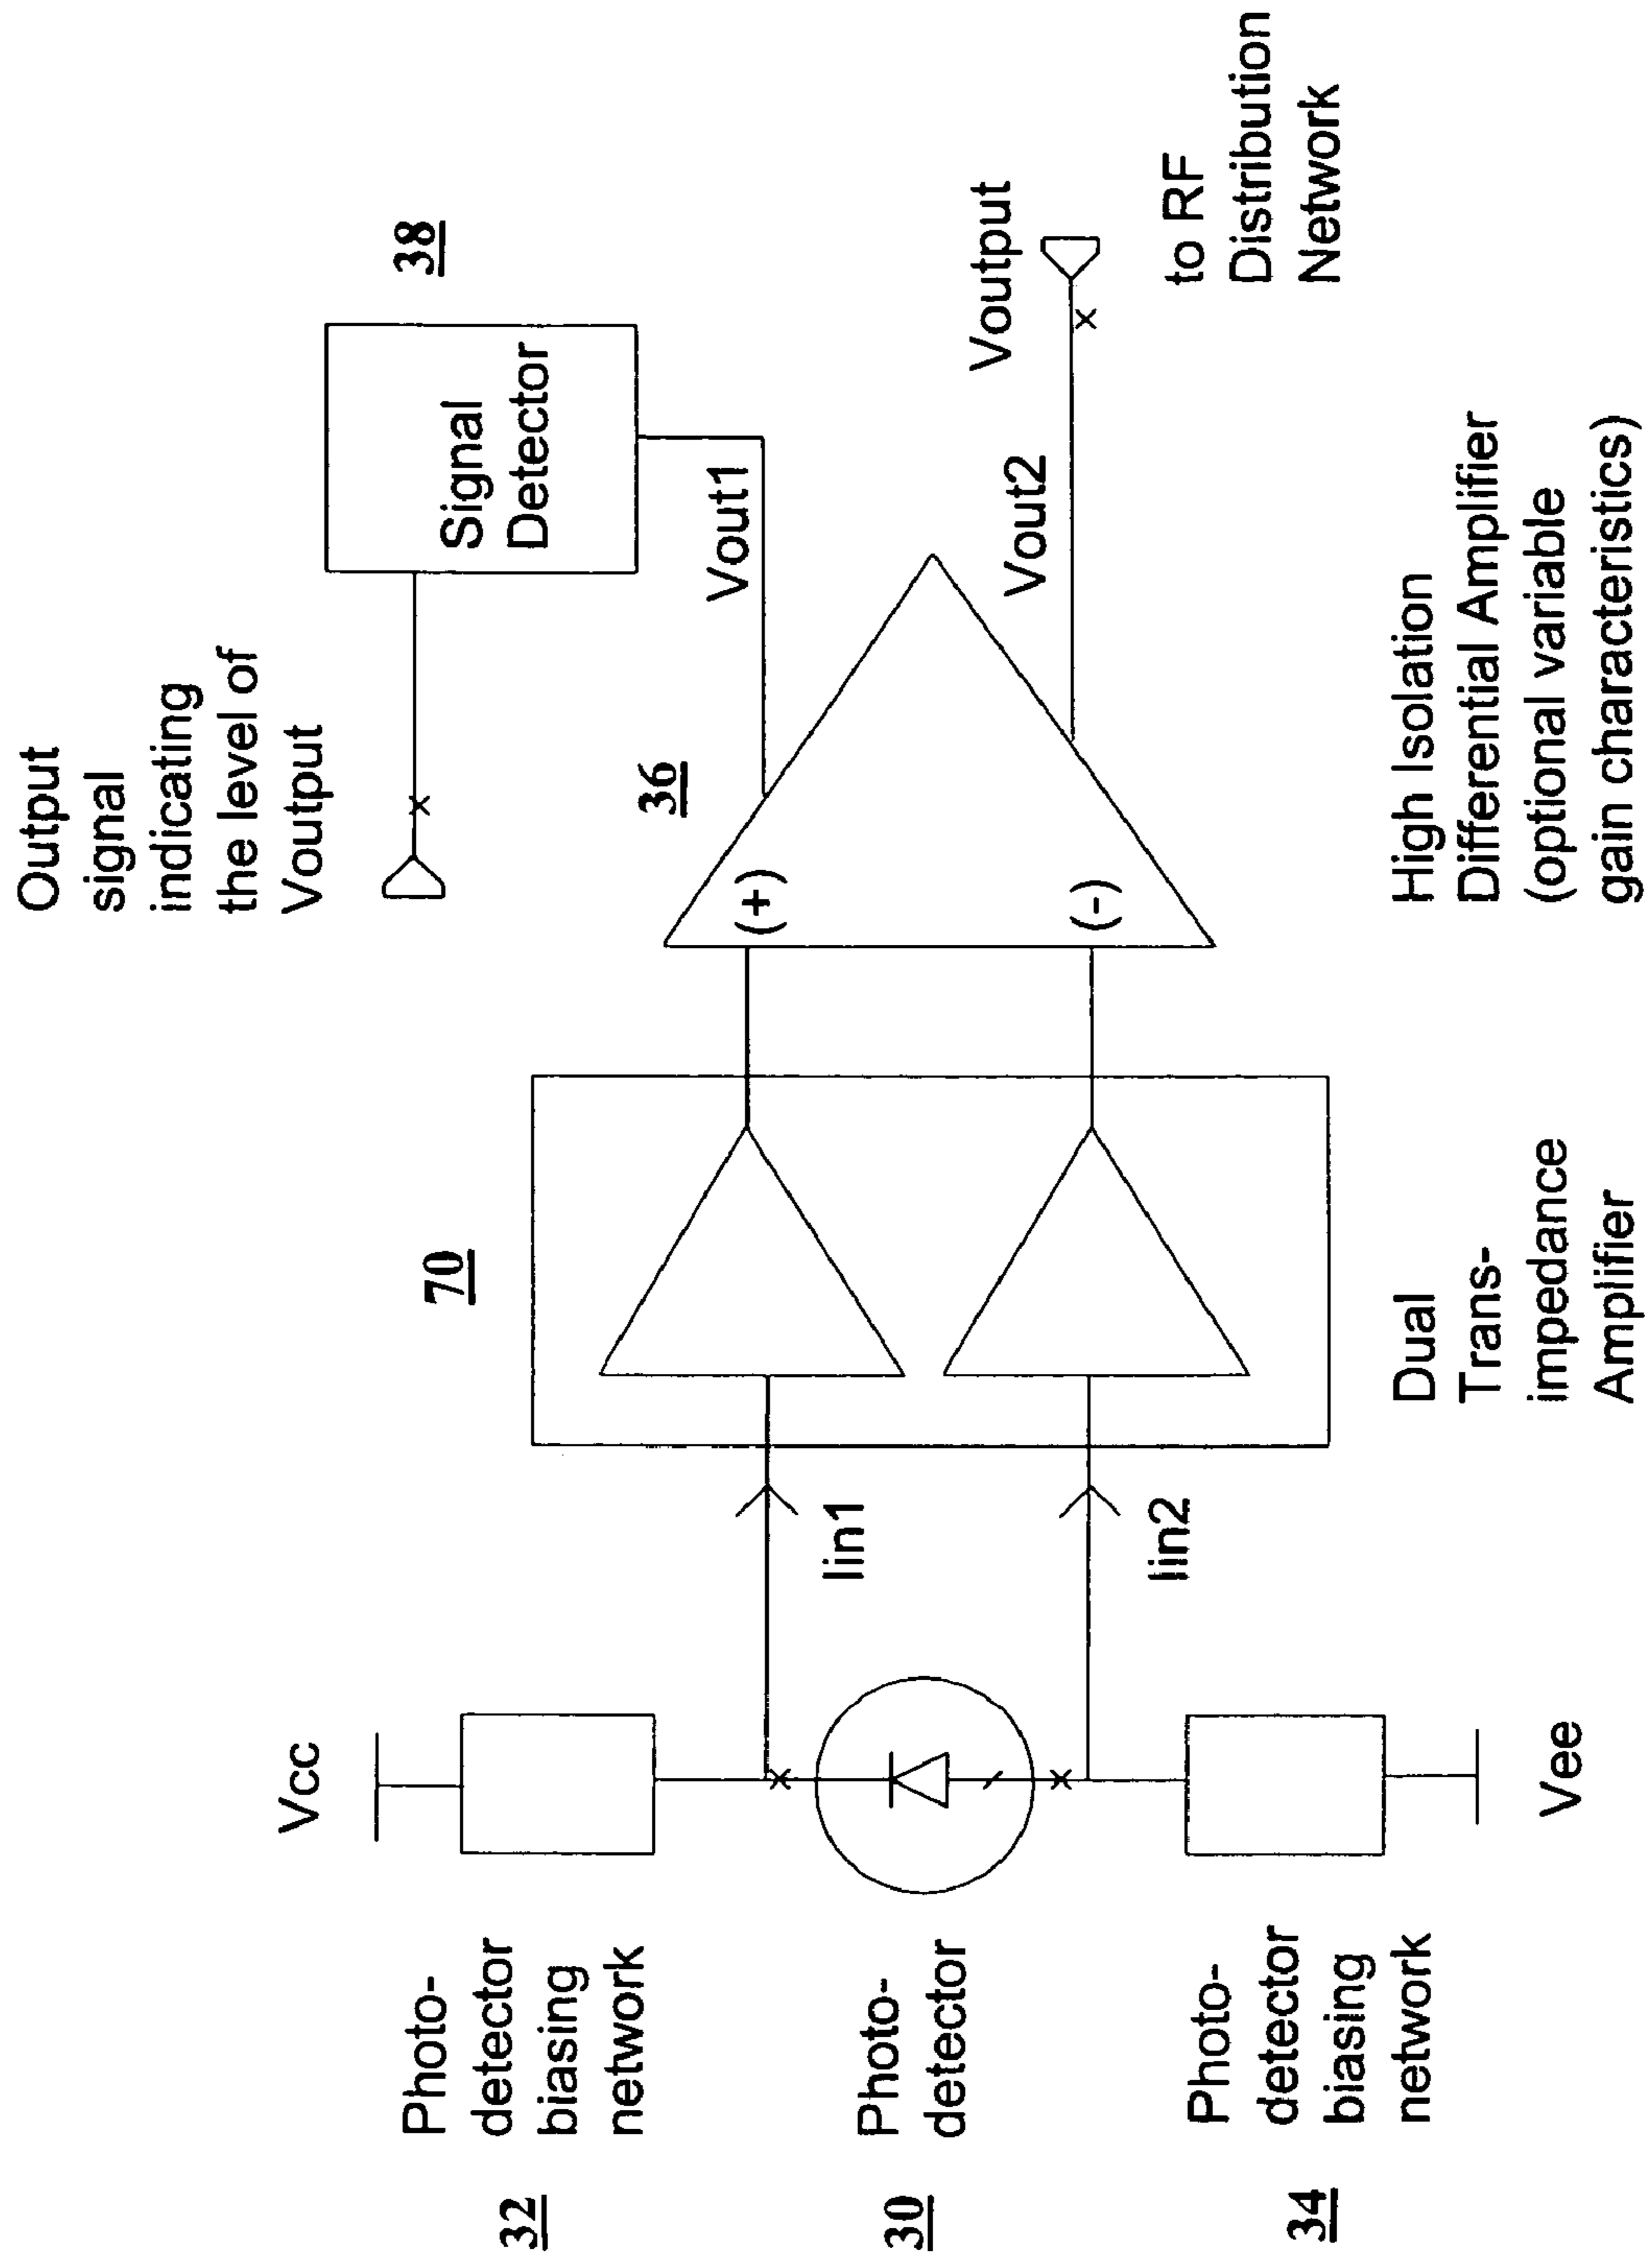 Output
signal
indicating
the level of
Voutput
38
Signal
Detector
Vout1
36
(+)
(-)
Vout2
Voutput
to RF
Distribution
Network
High Isolation
Differential Amplifier
(optional variable
gain characteristics)
70
Dual
Trans-
impedance
Amplifier
Iin1
Iin2
Vcc
Vee
32
Photo-
detector
biasing
network
30
Photo-
detector
34
Photo-
detector
biasing
network